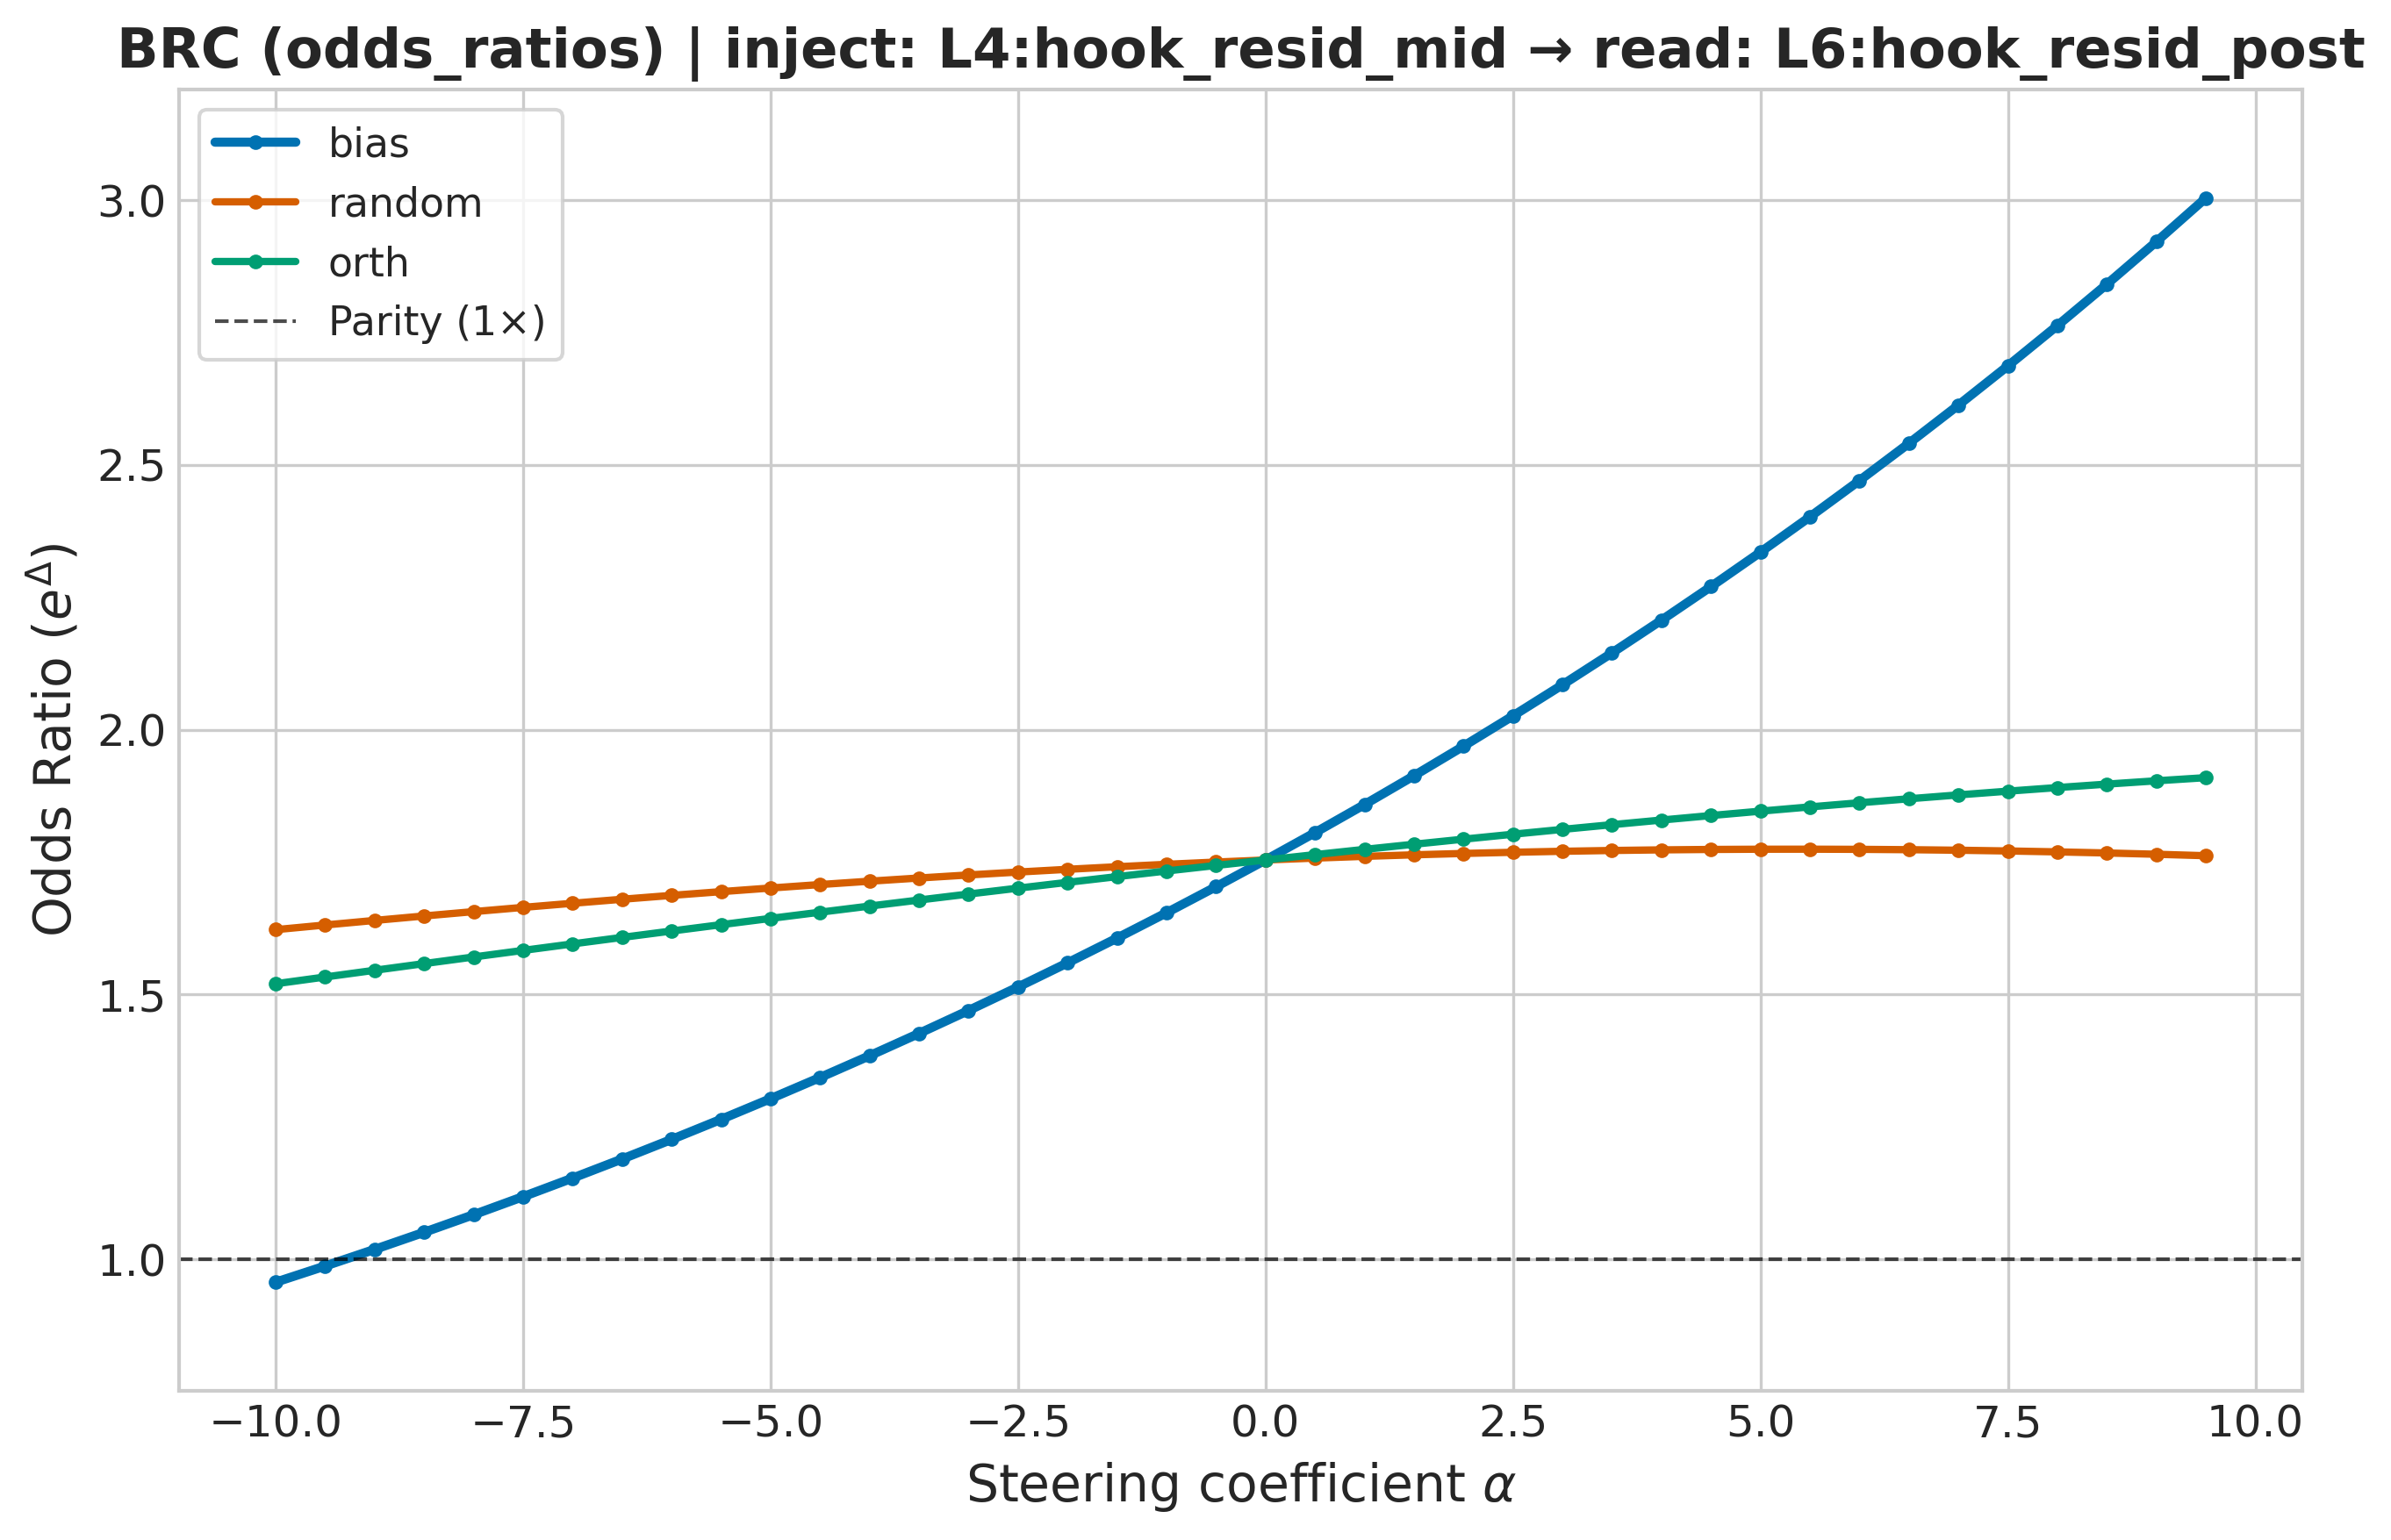 BRC (odds_ratios) | inject: L4:hook_resid_mid → read: L6:hook_resid_post
bias
random
orth
Parity (1×)
3.0
2.5
2.0
1.5
1.0
Odds Ratio (e^Δ)
−10.0 −7.5 −5.0 −2.5 0.0 2.5 5.0 7.5 10.0
Steering coefficient α